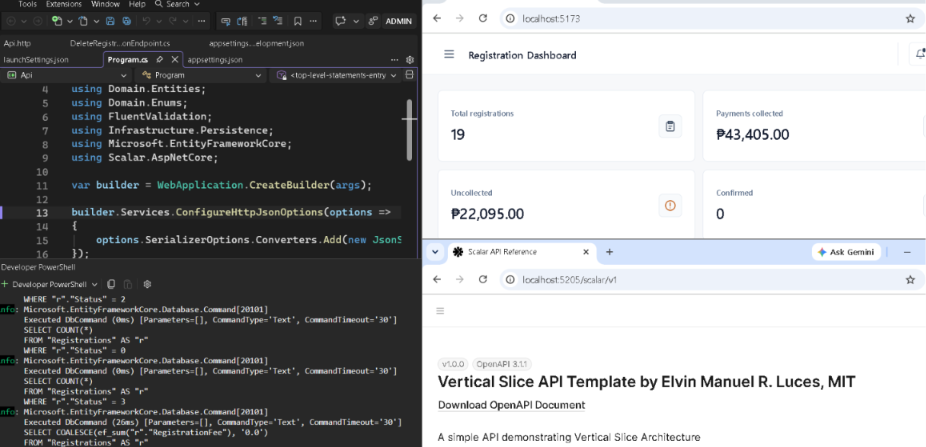 Tools Extensions Window Help Search
ADMIN
Api.http DeleteRegistr...onEndpoint.cs appsettings....elopment.json
launchSettings.json Program.cs appsettings.json
Api Program <top-level-statements-entry
4 using Domain.Entities;
5 using Domain.Enums;
6 using FluentValidation;
7 using Infrastructure.Persistence;
8 using Microsoft.EntityFrameworkCore;
9 using Scalar.AspNetCore;
10
11 var builder = WebApplication.CreateBuilder(args);
12
13 builder.Services.ConfigureHttpJsonOptions(options =>
14 {
15 options.SerializerOptions.Converters.Add(new JsonS
16 });
Developer PowerShell
Developer PowerShell
WHERE "r"."Status" = 2
nfo: Microsoft.EntityFrameworkCore.Database.Command[20101]
Executed DbCommand (0ms) [Parameters=[], CommandType='Text', CommandTimeout='30']
SELECT COUNT(*)
FROM "Registrations" AS "r"
WHERE "r"."Status" = 0
nfo: Microsoft.EntityFrameworkCore.Database.Command[20101]
Executed DbCommand (0ms) [Parameters=[], CommandType='Text', CommandTimeout='30']
SELECT COUNT(*)
FROM "Registrations" AS "r"
WHERE "r"."Status" = 3
nfo: Microsoft.EntityFrameworkCore.Database.Command[20101]
Executed DbCommand (26ms) [Parameters=[], CommandType='Text', CommandTimeout='30']
SELECT COALESCE(ef_sum("r"."RegistrationFee"), '0.0')
FROM "Registrations" AS "r"
localhost:5173
Registration Dashboard
Total registrations
19
Payments collected
₱43,405.00
Uncollected
₱22,095.00
Confirmed
0
Scalar API Reference
Ask Gemini
localhost:5205/scalar/v1
v1.0.0 OpenAPI 3.1.1
Vertical Slice API Template by Elvin Manuel R. Luces, MIT
Download OpenAPI Document
A simple API demonstrating Vertical Slice Architecture